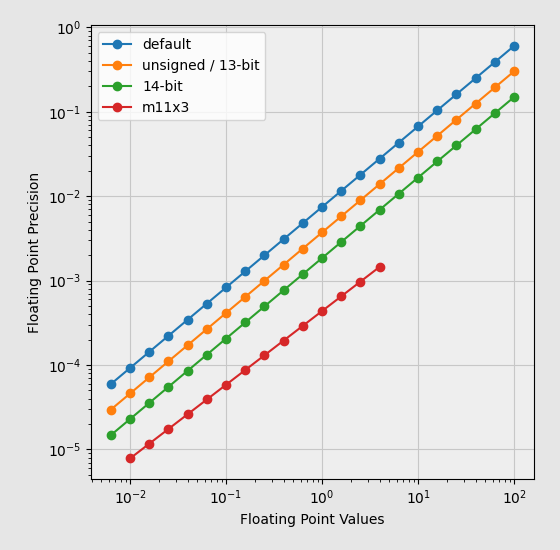 10⁰
10⁻¹
10⁻²
10⁻³
10⁻⁴
10⁻⁵
Floating Point Precision
default
unsigned / 13-bit
14-bit
m11x3
10⁻²
10⁻¹
10⁰
10¹
10²
Floating Point Values